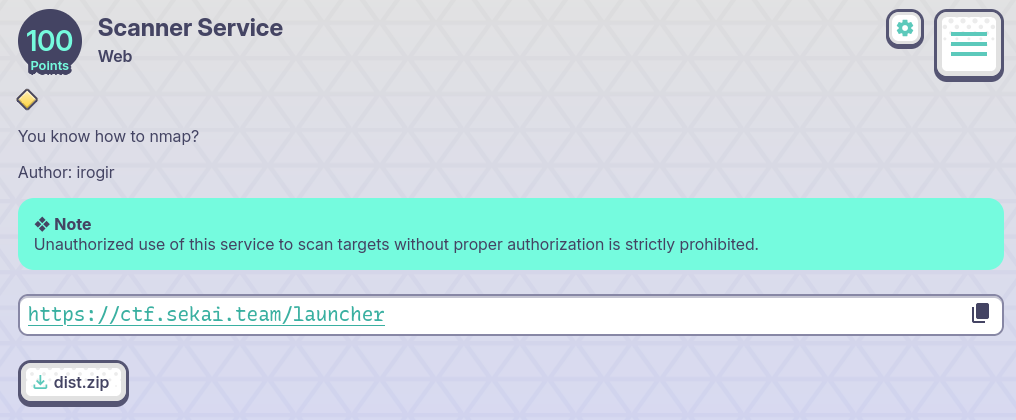 100
Points
Scanner Service
Web
You know how to nmap?
Author: irogir
❖ Note
Unauthorized use of this service to scan targets without proper authorization is strictly prohibited.
https://ctf.sekai.team/launcher
dist.zip